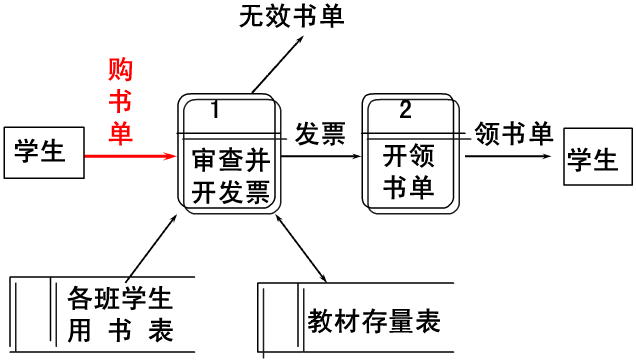 无效书单
购
书
单
1
2
学生
发票
领书单
学生
审查并
开发票
开领
书单
各班学生
用 书 表
教材存量表